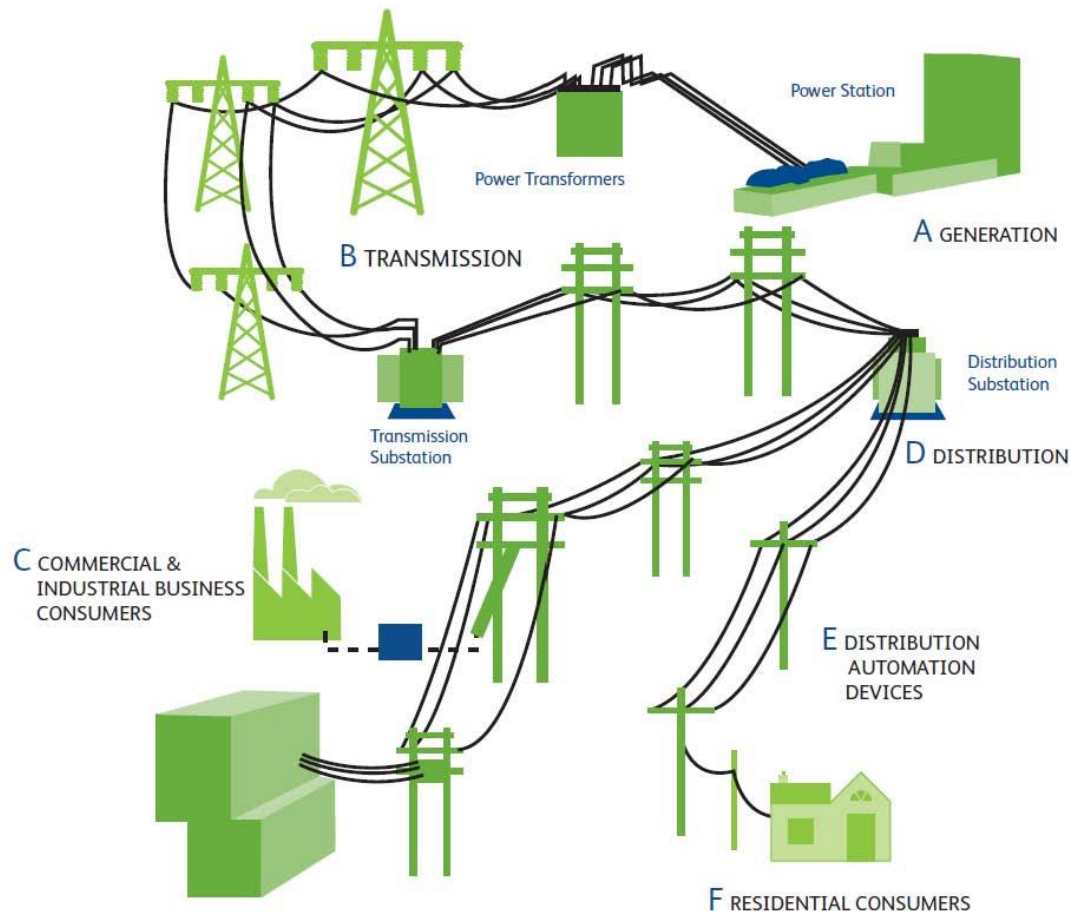 Power Station
Power Transformers
A GENERATION
B TRANSMISSION
Distribution
Substation
Transmission
Substation
D DISTRIBUTION
C COMMERCIAL &
INDUSTRIAL BUSINESS
CONSUMERS
E DISTRIBUTION
AUTOMATION
DEVICES
F RESIDENTIAL CONSUMERS